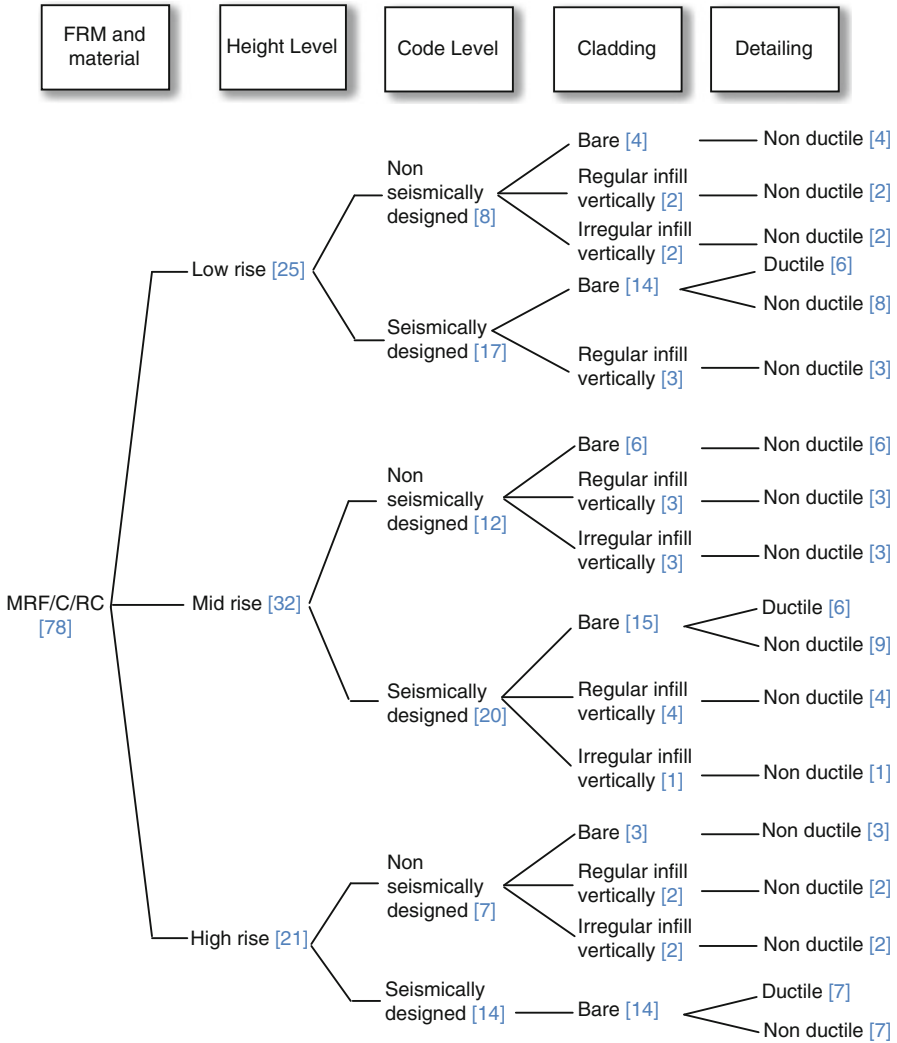 FRM and
material
Height Level
Code Level
Cladding
Detailing
Bare [4]
Non ductile [4]
Non
seismically
designed [8]
Regular infill
vertically [2]
Non ductile [2]
Irregular infill
vertically [2]
Non ductile [2]
Low rise [25]
Ductile [6]
Bare [14]
Non ductile [8]
Seismically
designed [17]
Regular infill
vertically [3]
Non ductile [3]
Bare [6]
Non ductile [6]
Non
seismically
designed [12]
Regular infill
vertically [3]
Non ductile [3]
Irregular infill
vertically [3]
Non ductile [3]
MRF/C/RC
[78]
Mid rise [32]
Ductile [6]
Bare [15]
Non ductile [9]
Seismically
designed [20]
Regular infill
vertically [4]
Non ductile [4]
Irregular infill
vertically [1]
Non ductile [1]
Bare [3]
Non ductile [3]
Non
seismically
designed [7]
Regular infill
vertically [2]
Non ductile [2]
Irregular infill
vertically [2]
Non ductile [2]
High rise [21]
Seismically
designed [14]
Bare [14]
Ductile [7]
Non ductile [7]